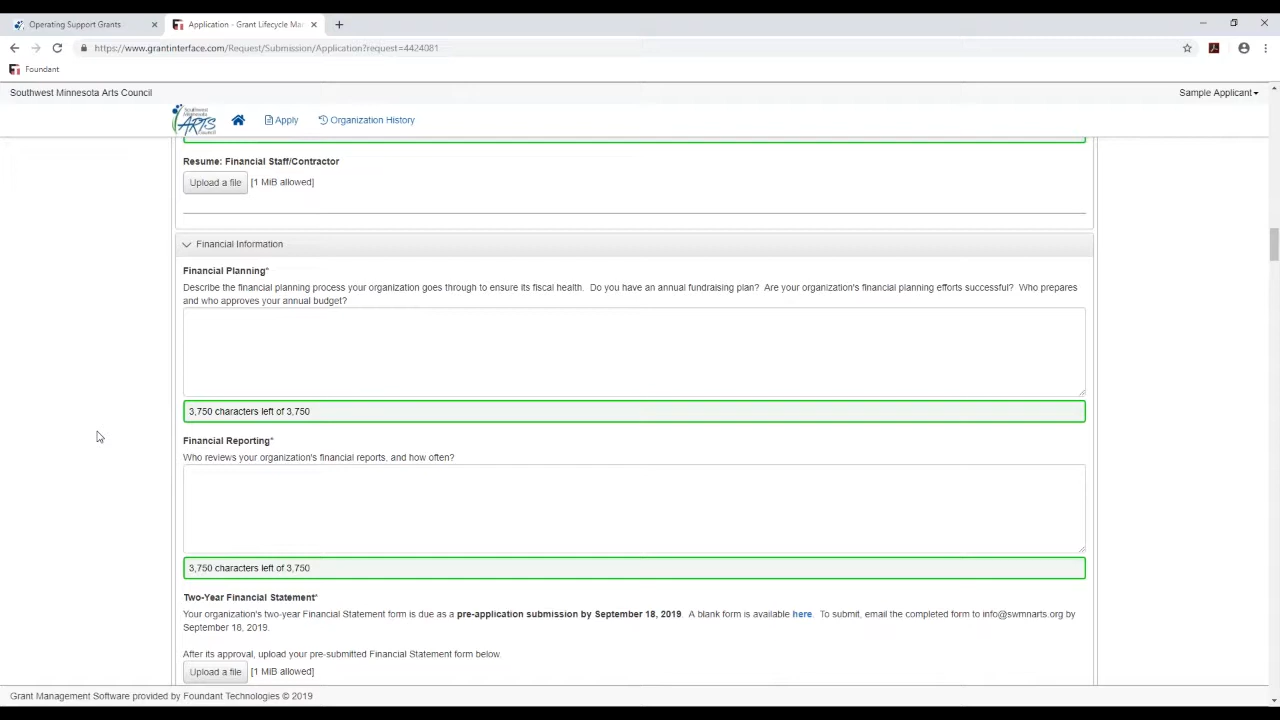 Operating Support Grants
Application - Grant Lifecycle Ma
https://www.grantinterface.com/Request/Submission/Application?request=4424081
Foundant
Southwest Minnesota Arts Council
Sample Applicant
Southwest Minnesota ARTS Council
Apply
Organization History
Resume: Financial Staff/Contractor
Upload a file [1 MiB allowed]
Financial Information
Financial Planning*
Describe the financial planning process your organization goes through to ensure its fiscal health. Do you have an annual fundraising plan? Are your organization's financial planning efforts successful? Who prepares
and who approves your annual budget?
3,750 characters left of 3,750
Financial Reporting*
Who reviews your organization's financial reports, and how often?
3,750 characters left of 3,750
Two-Year Financial Statement*
Your organization's two-year Financial Statement form is due as a pre-application submission by September 18, 2019. A blank form is available here. To submit, email the completed form to info@swmnarts.org by
September 18, 2019.
After its approval, upload your pre-submitted Financial Statement form below.
Upload a file [1 MiB allowed]
Grant Management Software provided by Foundant Technologies © 2019